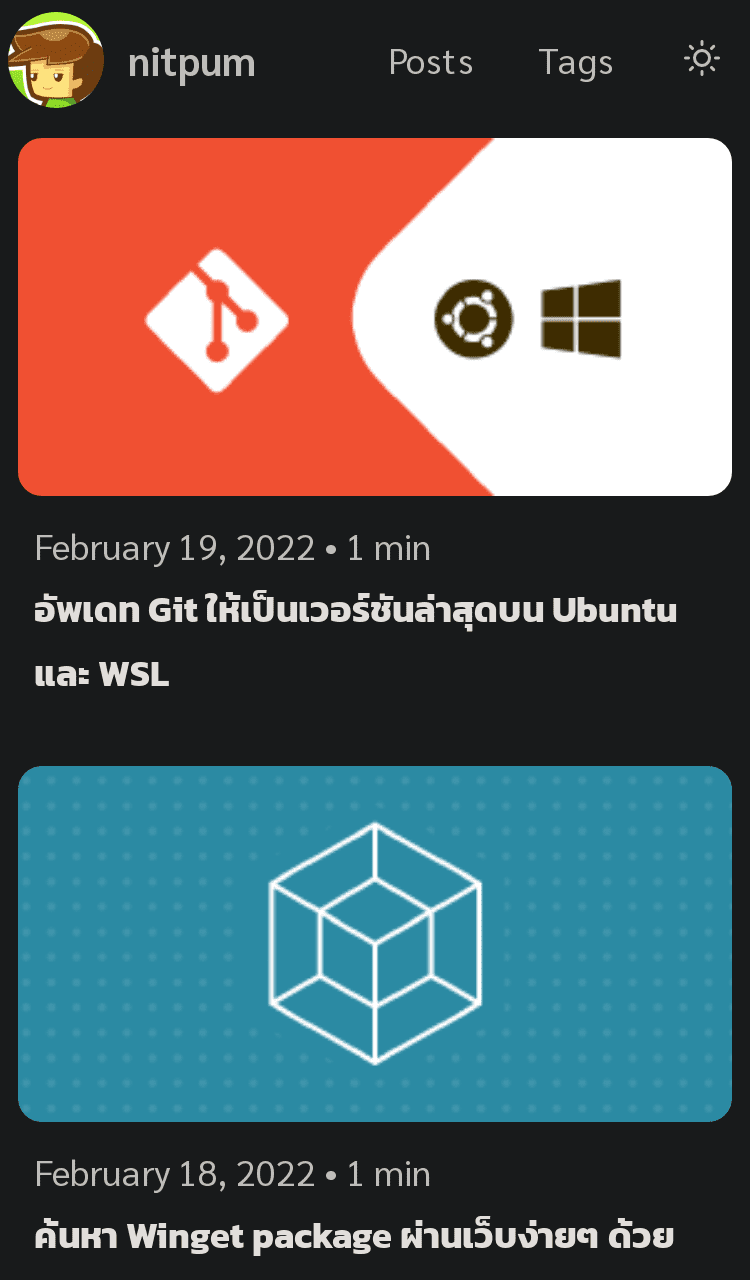 nitpum
Posts
Tags
February 19, 2022 • 1 min
อัพเดท Git ให้เป็นเวอร์ชันล่าสุดบน Ubuntu
และ WSL
February 18, 2022 • 1 min
ค้นหา Winget package ผ่านเว็บง่ายๆ ด้วย